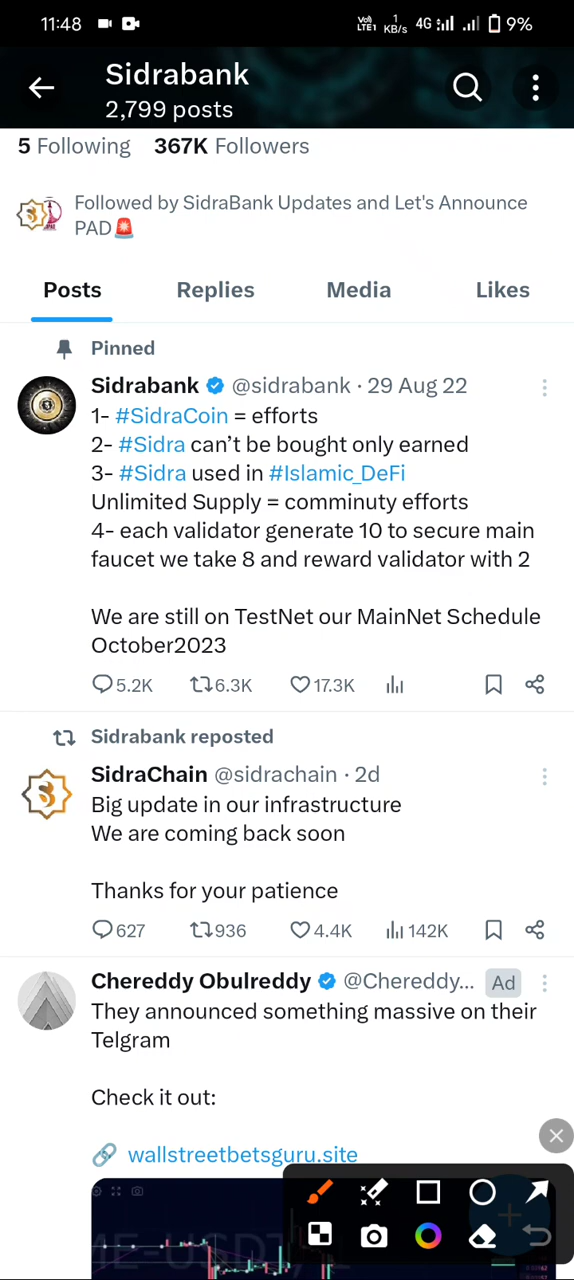 11:48
Vo) LTE1 1 KB/s 4G 9%
Sidrabank
2,799 posts
5 Following 367K Followers
Followed by SidraBank Updates and Let's Announce
PAD🚨
Posts Replies Media Likes
Pinned
Sidrabank @sidrabank · 29 Aug 22
1- #SidraCoin = efforts
2- #Sidra can’t be bought only earned
3- #Sidra used in #Islamic_DeFi
Unlimited Supply = comminuty efforts
4- each validator generate 10 to secure main
faucet we take 8 and reward validator with 2
We are still on TestNet our MainNet Schedule
October2023
5.2K 6.3K 17.3K
Sidrabank reposted
SidraChain @sidrachain · 2d
Big update in our infrastructure
We are coming back soon
Thanks for your patience
627 936 4.4K 142K
Chereddy Obulreddy @Chereddy... Ad
They announced something massive on their
Telgram
Check it out:
🔗 wallstreetbetsguru.site